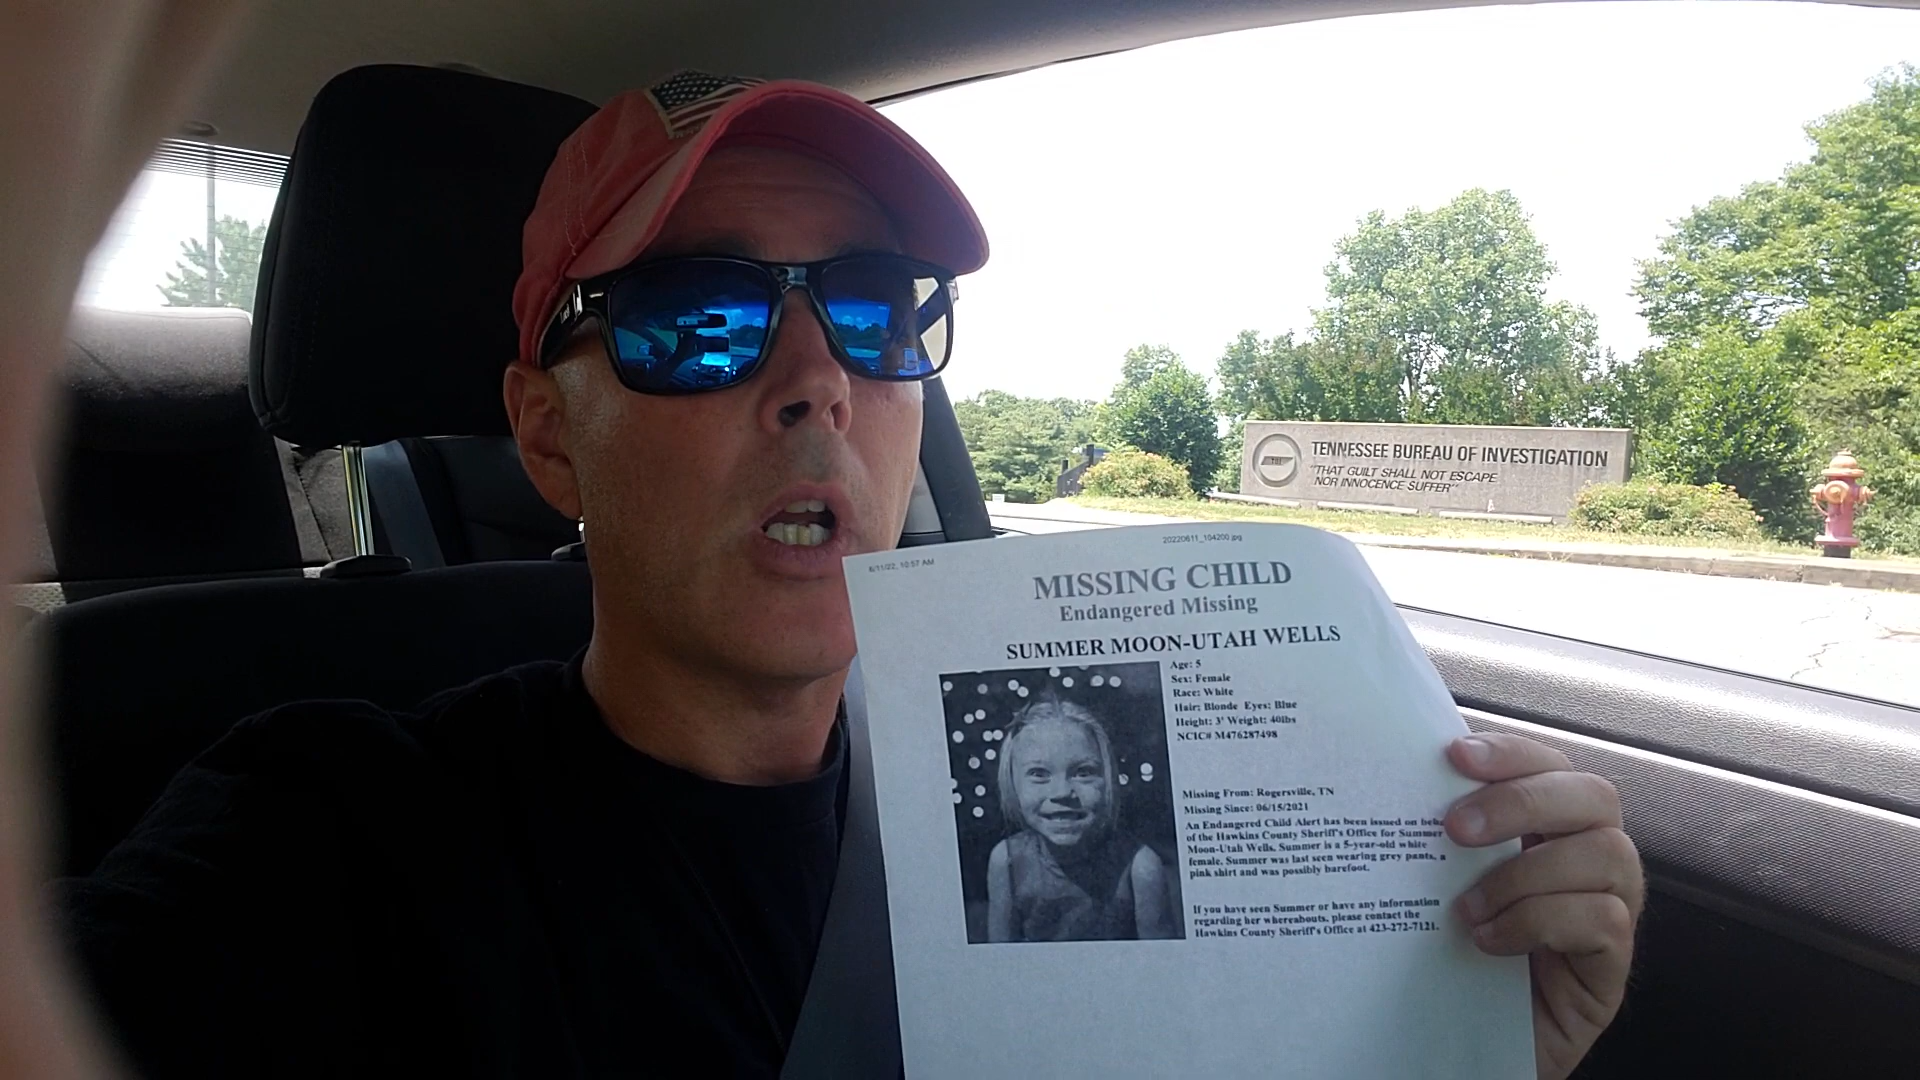 TENNESSEE BUREAU OF INVESTIGATION
"THAT GUILT SHALL NOT ESCAPE
NOR INNOCENCE SUFFER"
TBI
6/11/22, 10:57 AM
20220611_104200.jpg
MISSING CHILD
Endangered Missing
SUMMER MOON-UTAH WELLS
Age: 5
Sex: Female
Race: White
Hair: Blonde Eyes: Blue
Height: 3' Weight: 40lbs
NCIC# M476287498
Missing From: Rogersville, TN
Missing Since: 06/15/2021
An Endangered Child Alert has been issued on
of the Hawkins County Sheriff's Office for Summer
Moon-Utah Wells. Summer is a 5-year-old white
female. Summer was last seen wearing grey pants, a
pink shirt and was possibly barefoot.
If you have seen Summer or have any information
regarding her whereabouts, please contact the
Hawkins County Sheriff's Office at 423-272-7121.